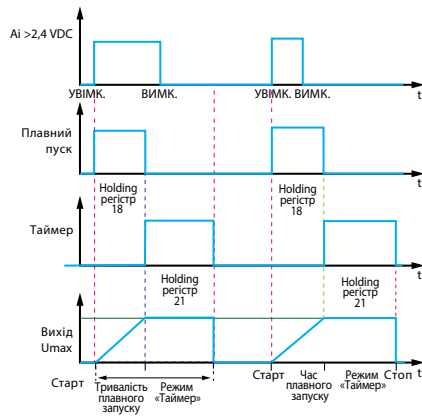 Ai >2,4 VDC
УВІМК. ВИМК. УВІМК. ВИМК. t
Плавний
пуск
t
Holding
регістр
18
Holding
регістр
18
Таймер
t
Holding
регістр
21
Holding
регістр
21
Вихід
Umax
t
Старт
Тривалість
плавного
запуску
Режим
«Таймер»
Старт
Час
плавного
запуску
Режим
«Таймер»
Стоп